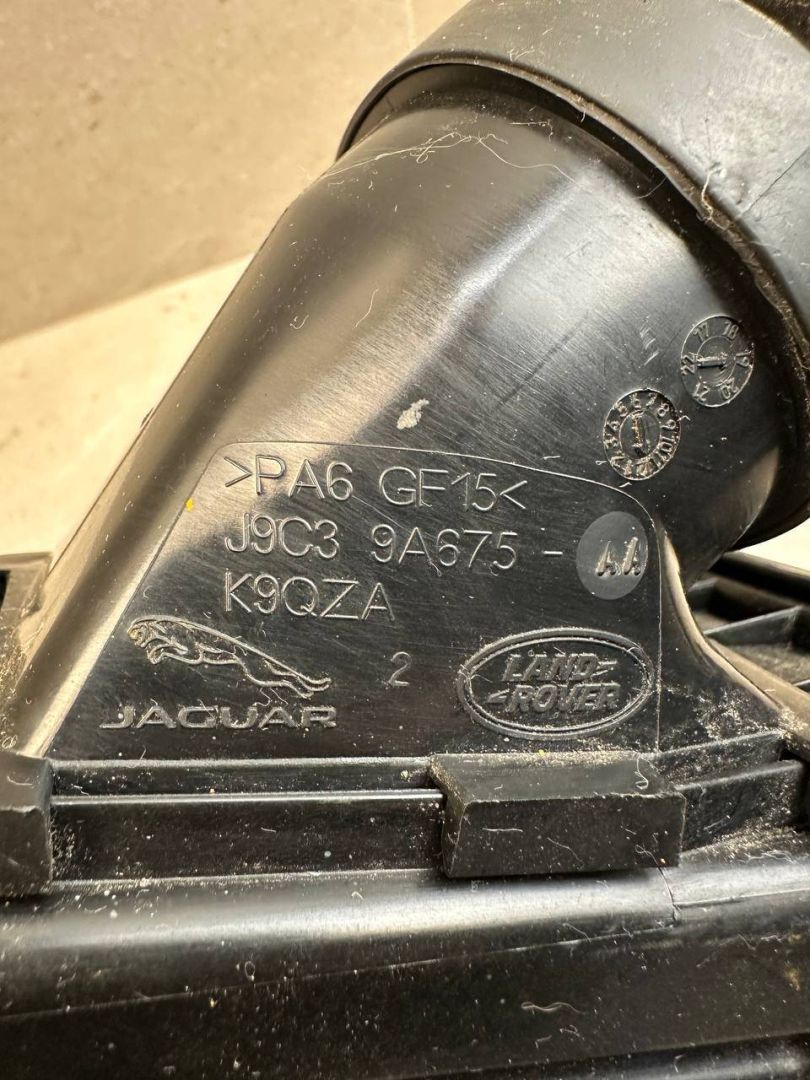 >PA6 GF15<
J9C3 9A675 - AA
K9QZA
2
JAGUAR
LAND
ROVER